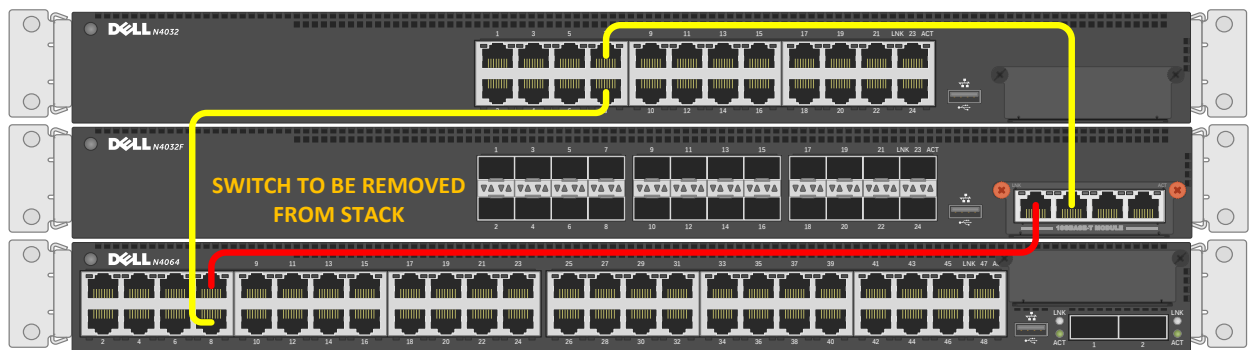 DELL N4032
1 3 5 9 11 13 15 17 19 21 LNK 23 ACT
10 12 14 16 18 20 22 24
DELL N4032F
1 3 5 7 9 11 13 15 17 19 21 LNK 23 ACT
SWITCH TO BE REMOVED
FROM STACK
LNK ACT
2 4 6 8 10 12 14 16 18 20 22 24
10GBASE-T MODULE
DELL N4064
9 11 13 15 17 19 21 23 25 27 29 31 33 35 37 39 41 43 45 LNK 47
LNK LNK
2 4 6 8 10 12 14 16 18 20 22 24 26 28 30 32 34 36 38 40 42 44 46 48
ACT 1 2 ACT